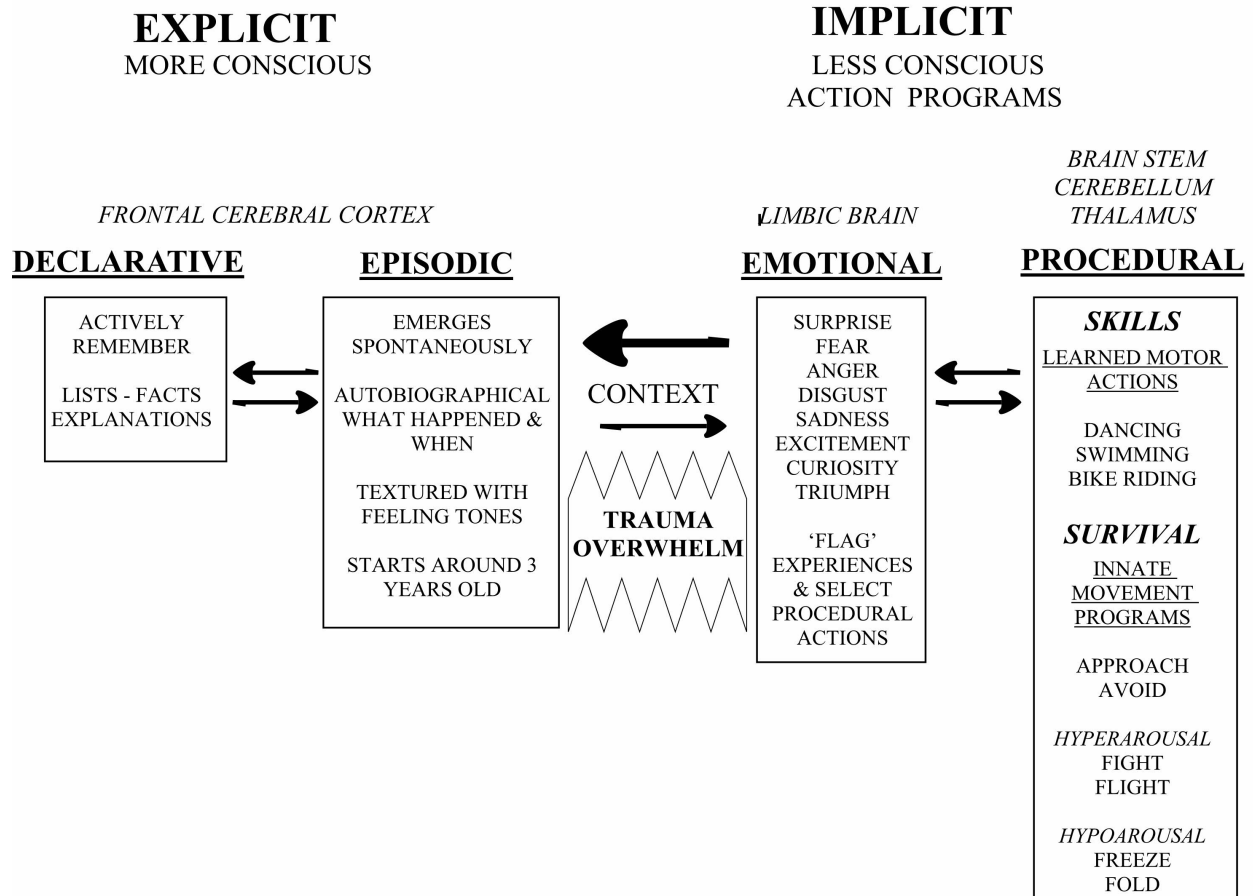 EXPLICIT
MORE CONSCIOUS
IMPLICIT
LESS CONSCIOUS
ACTION PROGRAMS
FRONTAL CEREBRAL CORTEX
LIMBIC BRAIN
BRAIN STEM
CEREBELLUM
THALAMUS
DECLARATIVE
ACTIVELY
REMEMBER
LISTS - FACTS
EXPLANATIONS
EPISODIC
EMERGES
SPONTANEOUSLY
AUTOBIOGRAPHICAL
WHAT HAPPENED &
WHEN
TEXTURED WITH
FEELING TONES
STARTS AROUND 3
YEARS OLD
CONTEXT
TRAUMA
OVERWHELM
EMOTIONAL
SURPRISE
FEAR
ANGER
DISGUST
SADNESS
EXCITEMENT
CURIOSITY
TRIUMPH
‘FLAG’
EXPERIENCES
& SELECT
PROCEDURAL
ACTIONS
PROCEDURAL
SKILLS
LEARNED MOTOR
ACTIONS
DANCING
SWIMMING
BIKE RIDING
SURVIVAL
INNATE
MOVEMENT
PROGRAMS
APPROACH
AVOID
HYPERAROUSAL
FIGHT
FLIGHT
HYPOAROUSAL
FREEZE
FOLD